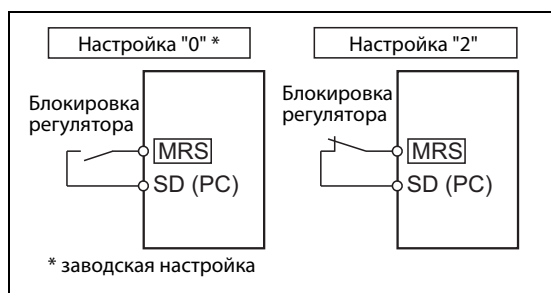 Настройка "0" *
Блокировка
регулятора
MRS
SD (PC)
* заводская настройка
Настройка "2"
Блокировка
регулятора
MRS
SD (PC)